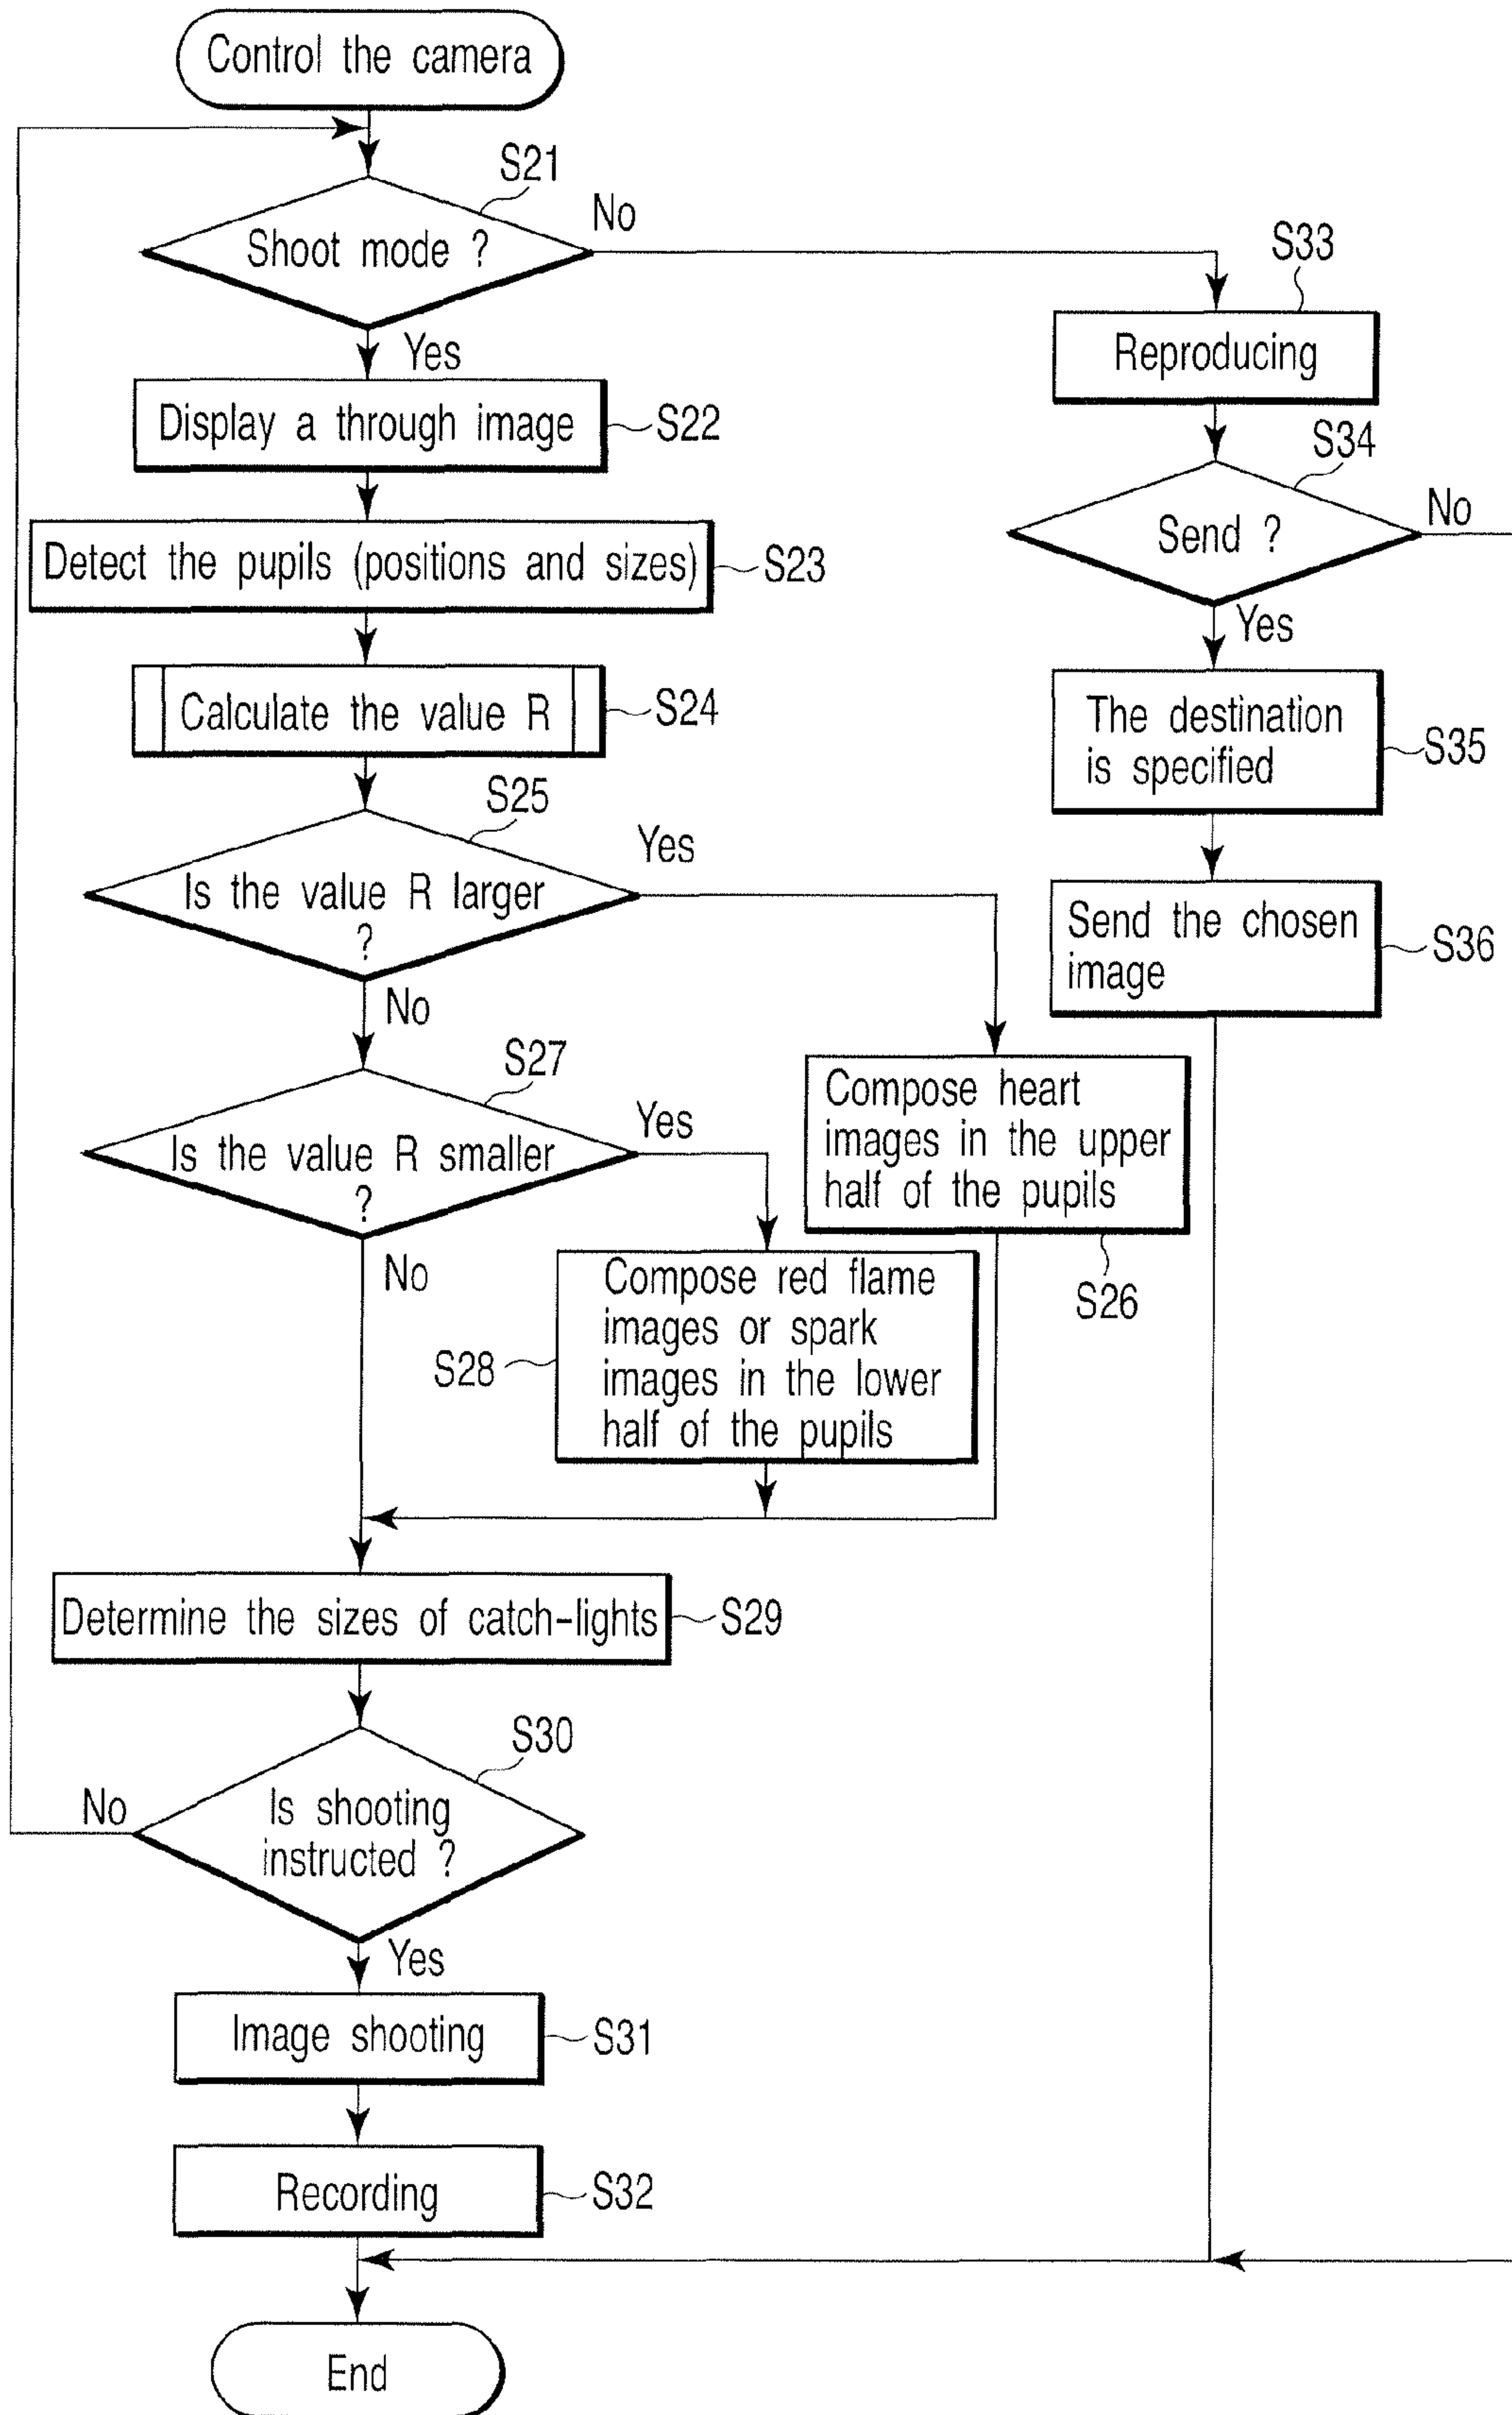 Control the camera
S21
No
Shoot mode ?
Yes
Display a through image
S22
Detect the pupils (positions and sizes)
S23
Calculate the value R
S24
S25
Yes
Is the value R larger
?
No
S27
Yes
Is the value R smaller
?
No
Compose heart
images in the upper
half of the pupils
S26
Compose red flame
images or spark
images in the lower
half of the pupils
S28
Determine the sizes of catch-lights
S29
S30
No
Is shooting
instructed ?
Yes
Image shooting
S31
Recording
S32
End
S33
Reproducing
S34
No
Send ?
Yes
The destination
is specified
S35
Send the chosen
image
S36